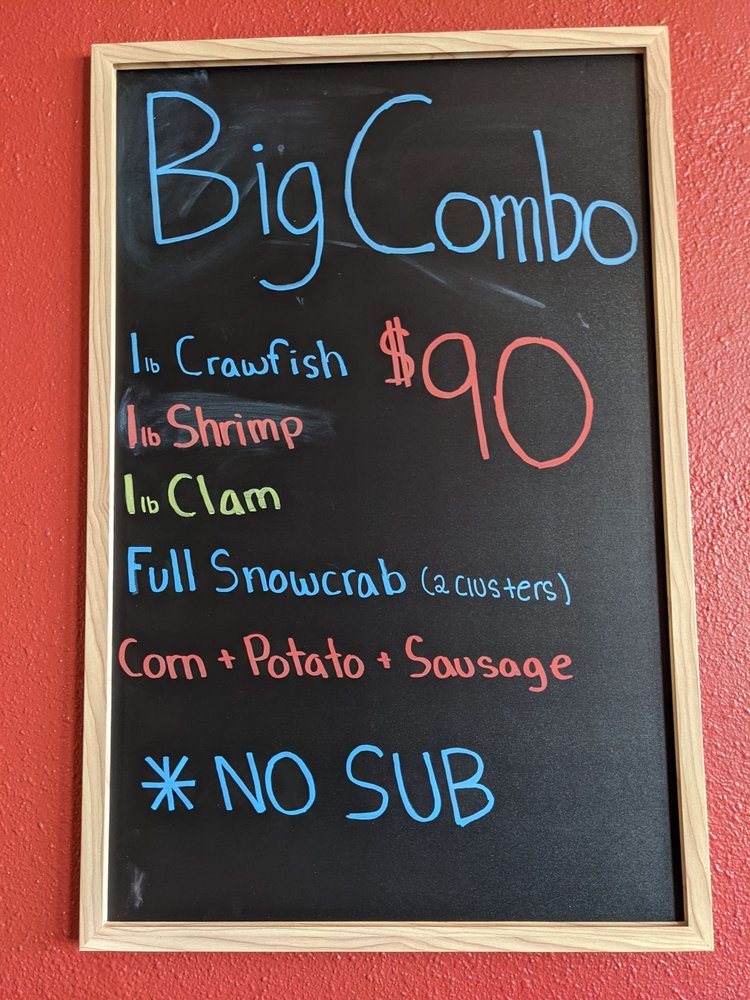 Big Combo
1lb Crawfish $90
1lb Shrimp
1lb Clam
Full Snowcrab (2 clusters)
Corn + Potato + Sausage
* NO SUB